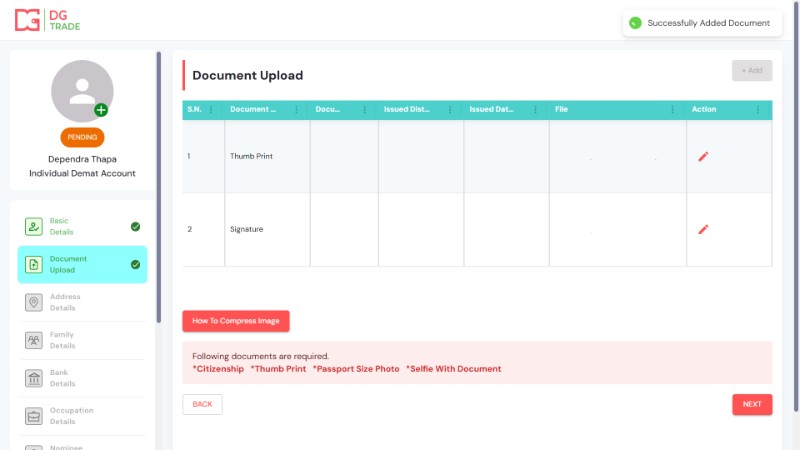 DG
TRADE
Successfully Added Document
PENDING
Dependra Thapa
Individual Demat Account
Basic
Details
Document
Upload
Address
Details
Family
Details
Bank
Details
Occupation
Details
Nominee
Document Upload
+ Add
S.N. Document ... Docu... Issued Dist... Issued Dat... File Action
1 Thumb Print
2 Signature
How To Compress Image
Following documents are required.
*Citizenship *Thumb Print *Passport Size Photo *Selfie With Document
BACK
NEXT